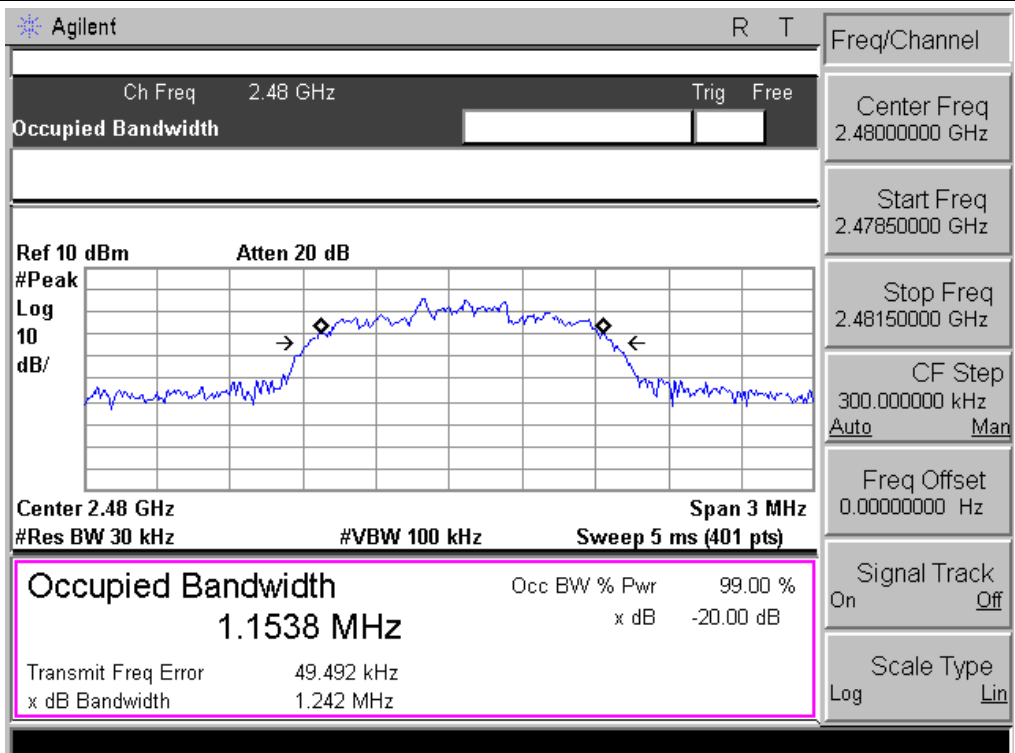 Agilent R T
Ch Freq 2.48 GHz Trig Free
Occupied Bandwidth
Ref 10 dBm Atten 20 dB
#Peak
Log
10
dB/
Center 2.48 GHz Span 3 MHz
#Res BW 30 kHz #VBW 100 kHz Sweep 5 ms (401 pts)
Occupied Bandwidth Occ BW % Pwr 99.00 %
1.1538 MHz x dB -20.00 dB
Transmit Freq Error 49.492 kHz
x dB Bandwidth 1.242 MHz
Freq/Channel
Center Freq
2.48000000 GHz
Start Freq
2.47850000 GHz
Stop Freq
2.48150000 GHz
CF Step
300.000000 kHz
Auto Man
Freq Offset
0.00000000 Hz
Signal Track
On Off
Scale Type
Log Lin